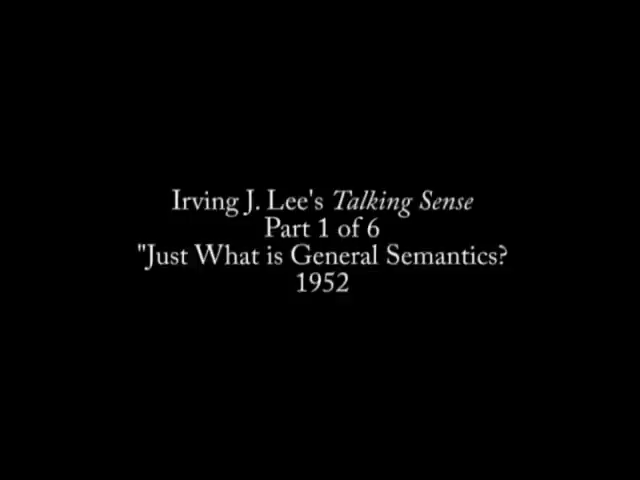 Irving J. Lee's Talking Sense
Part 1 of 6
"Just What is General Semantics?
1952